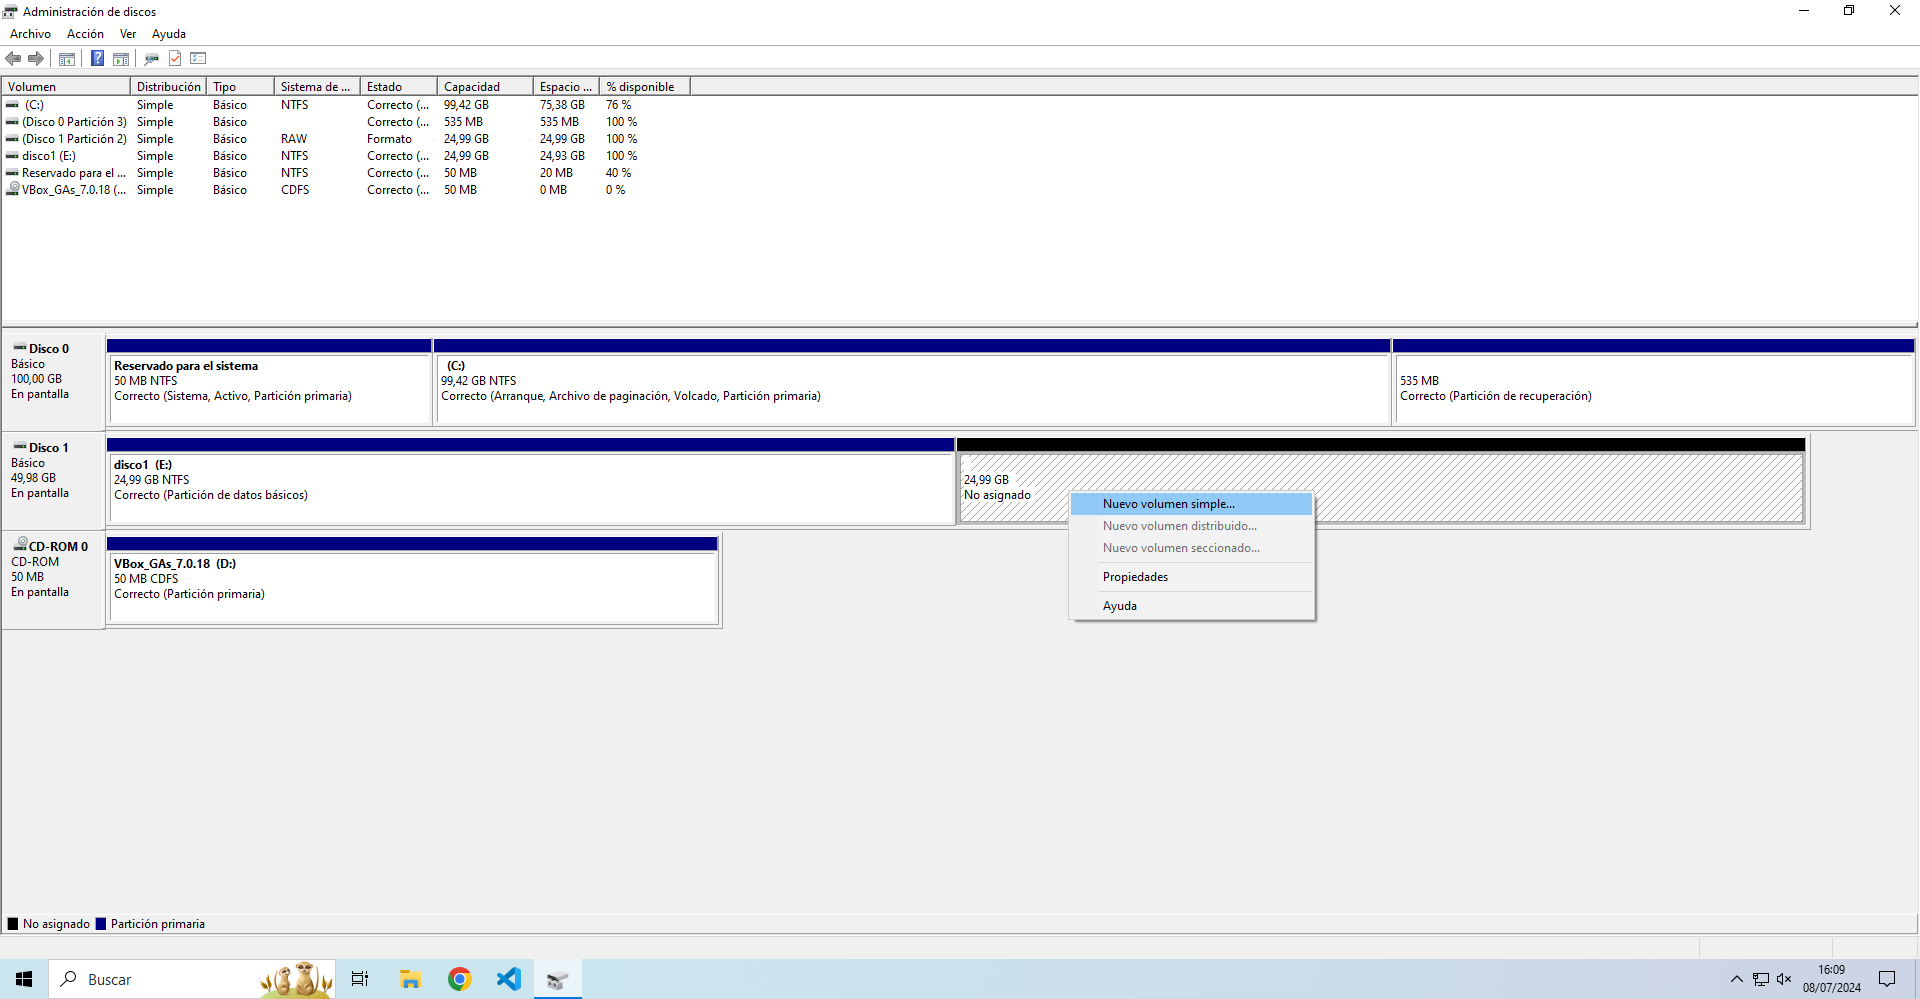 Administración de discos
Archivo Acción Ver Ayuda
Volumen Distribución Tipo Sistema de ... Estado Capacidad Espacio ... % disponible
(C:) Simple Básico NTFS Correcto (... 99,42 GB 75,38 GB 76 %
(Disco 0 Partición 3) Simple Básico Correcto (... 535 MB 535 MB 100 %
(Disco 1 Partición 2) Simple Básico RAW Formato 24,99 GB 24,99 GB 100 %
disco1 (E:) Simple Básico NTFS Correcto (... 24,99 GB 24,93 GB 100 %
Reservado para el ... Simple Básico NTFS Correcto (... 50 MB 20 MB 40 %
VBox_GAs_7.0.18 (... Simple Básico CDFS Correcto (... 50 MB 0 MB 0 %
Disco 0
Básico
100,00 GB
En pantalla
Reservado para el sistema
50 MB NTFS
Correcto (Sistema, Activo, Partición primaria)
(C:)
99,42 GB NTFS
Correcto (Arranque, Archivo de paginación, Volcado, Partición primaria)
535 MB
Correcto (Partición de recuperación)
Disco 1
Básico
49,98 GB
En pantalla
disco1 (E:)
24,99 GB NTFS
Correcto (Partición de datos básicos)
24,99 GB
No asignado
Nuevo volumen simple...
Nuevo volumen distribuido...
Nuevo volumen seccionado...
Propiedades
Ayuda
CD-ROM 0
CD-ROM
50 MB
En pantalla
VBox_GAs_7.0.18 (D:)
50 MB CDFS
Correcto (Partición primaria)
No asignado Partición primaria
Buscar
16:09
08/07/2024